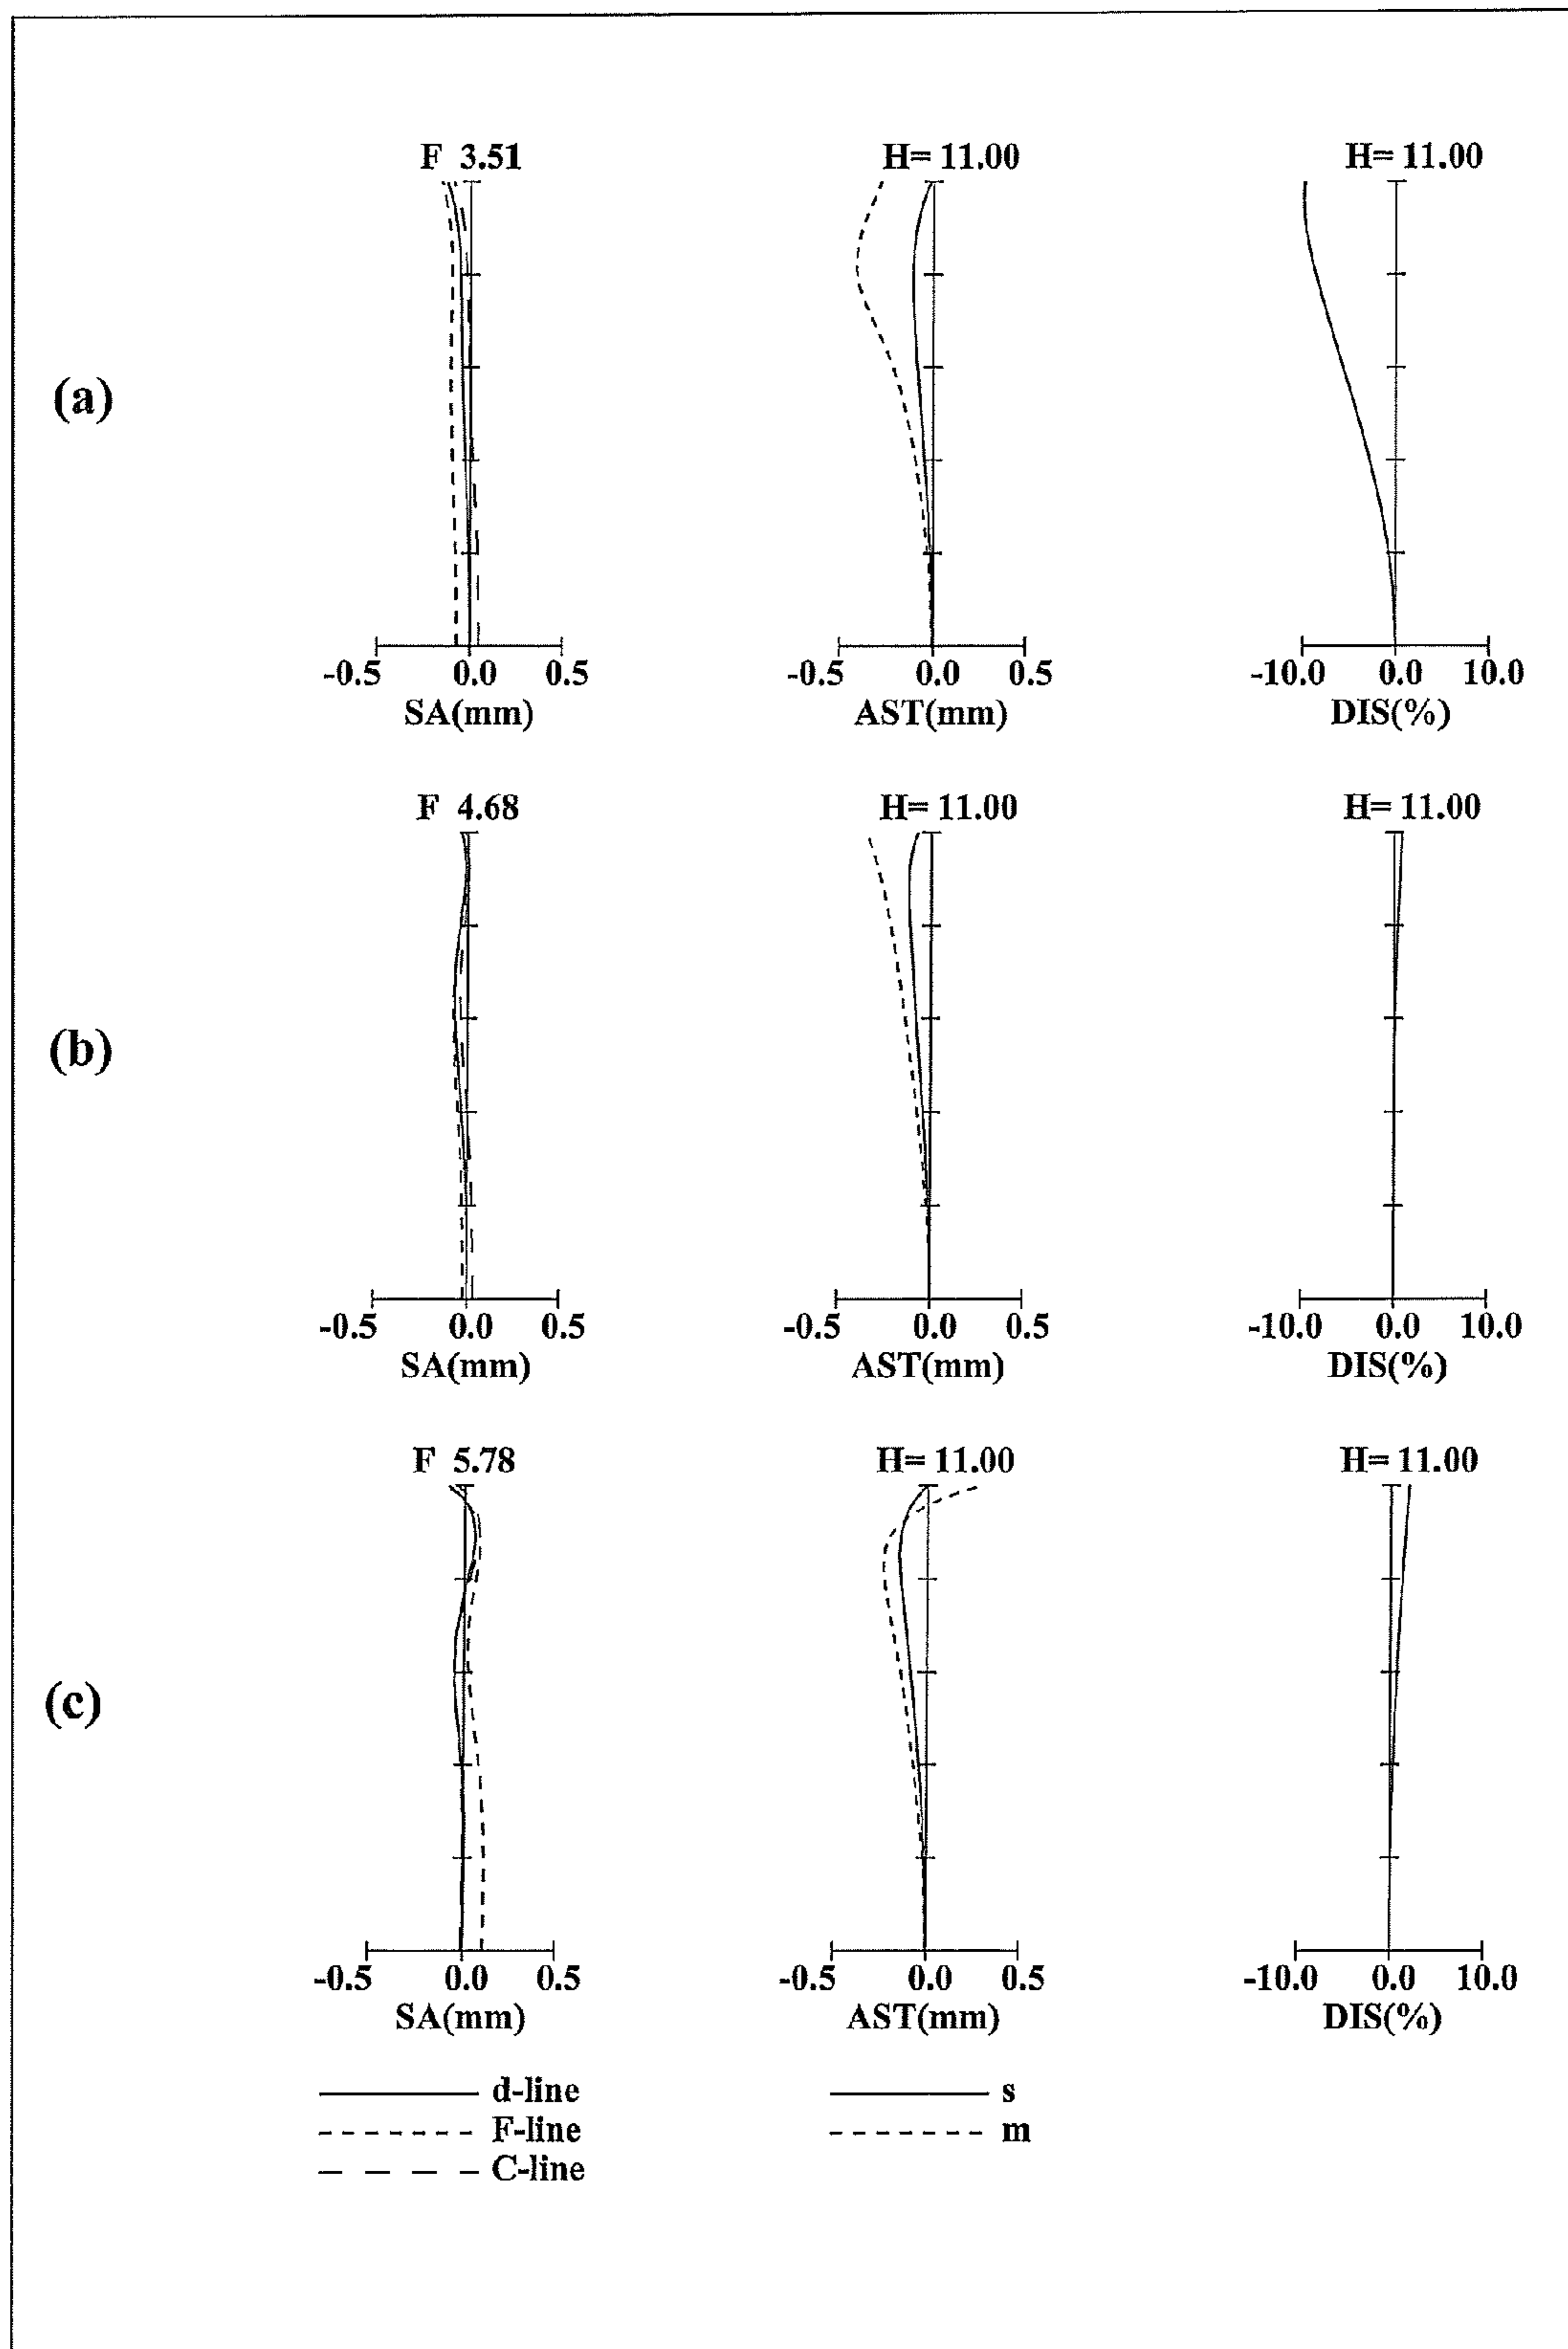 F 3.51 H= 11.00 H= 11.00
(a)
-0.5 0.0 0.5 -0.5 0.0 0.5 -10.0 0.0 10.0
SA(mm) AST(mm) DIS(%)
F 4.68 H= 11.00 H= 11.00
(b)
-0.5 0.0 0.5 -0.5 0.0 0.5 -10.0 0.0 10.0
SA(mm) AST(mm) DIS(%)
F 5.78 H= 11.00 H= 11.00
(c)
-0.5 0.0 0.5 -0.5 0.0 0.5 -10.0 0.0 10.0
SA(mm) AST(mm) DIS(%)
d-line s
F-line m
C-line